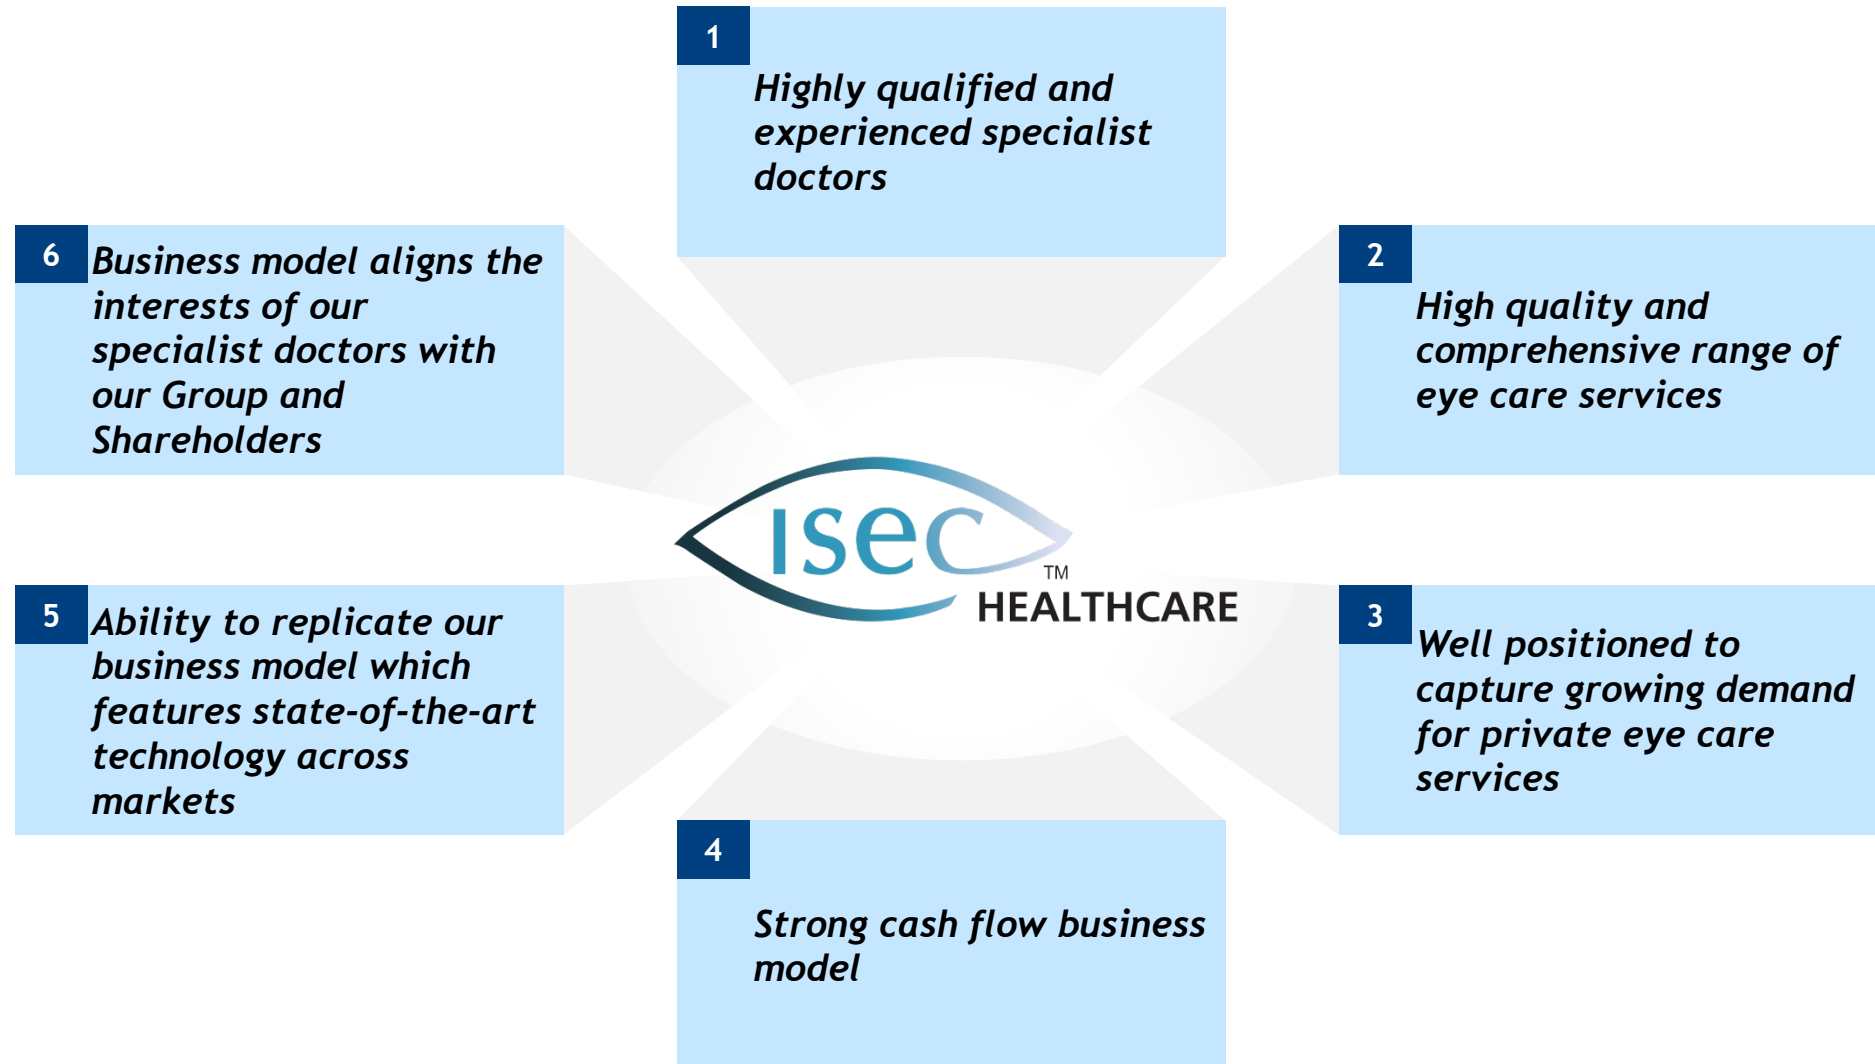 1
Highly qualified and
experienced specialist
doctors
2
High quality and
comprehensive range of
eye care services
3
Well positioned to
capture growing demand
for private eye care
services
4
Strong cash flow business
model
5
Ability to replicate our
business model which
features state-of-the-art
technology across
markets
6
Business model aligns the
interests of our
specialist doctors with
our Group and
Shareholders
ISEC
TM
HEALTHCARE